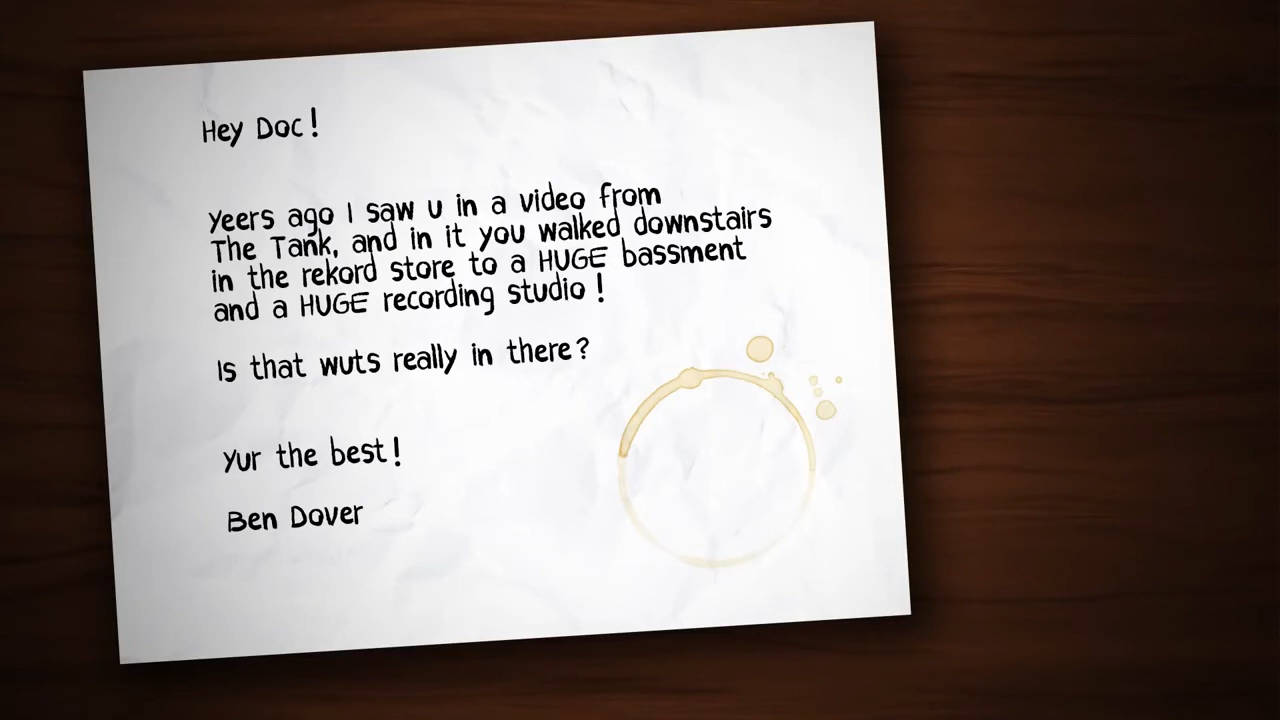 Hey Doc!
Yeers ago I saw u in a video from
The Tank, and in it you walked downstairs
in the rekord store to a HUGE bassment
and a HUGE recording studio!
Is that wuts really in there?
Yur the best!
Ben Dover